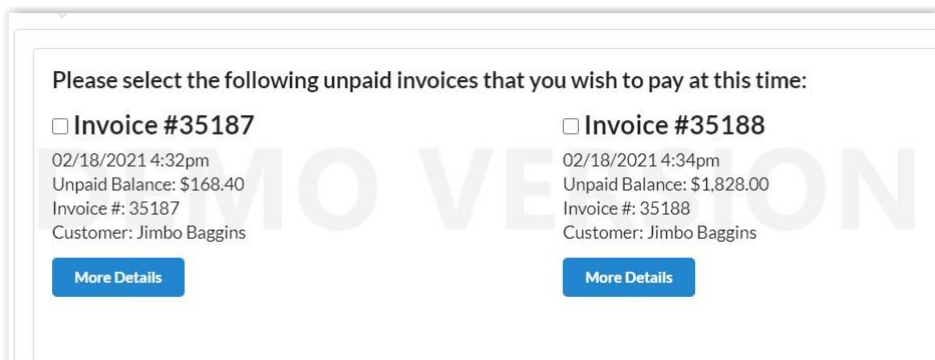 Please select the following unpaid invoices that you wish to pay at this time:
Invoice #35187
02/18/2021 4:32pm
Unpaid Balance: $168.40
Invoice #: 35187
Customer: Jimbo Baggins
More Details
Invoice #35188
02/18/2021 4:34pm
Unpaid Balance: $1,828.00
Invoice #: 35188
Customer: Jimbo Baggins
More Details
DEMO VERSION